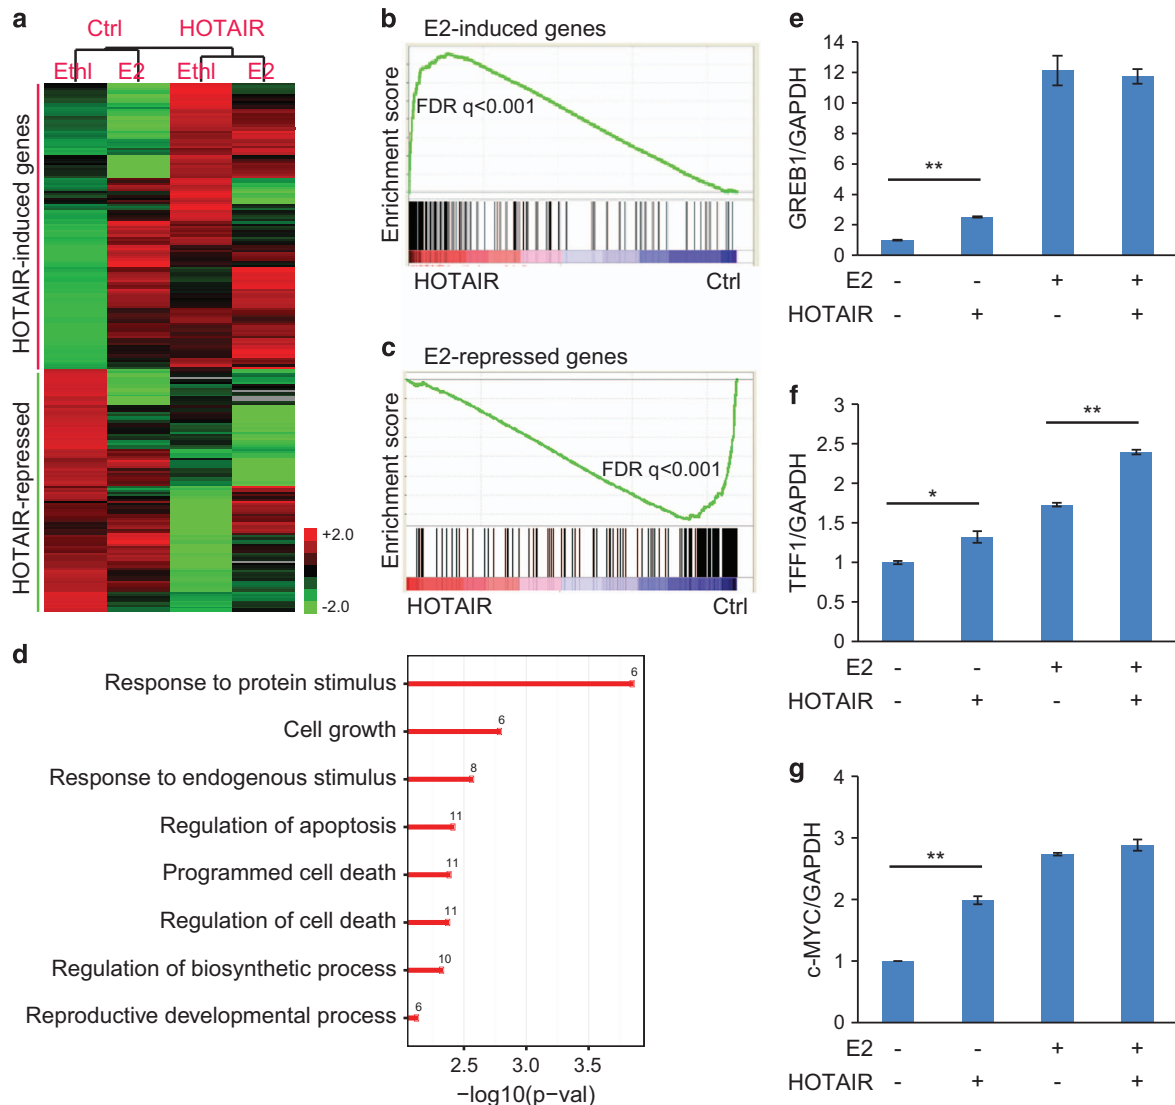 a
Ctrl HOTAIR
Ethl E2 Ethl E2
HOTAIR-induced genes
HOTAIR-repressed
+2.0
-2.0
b
E2-induced genes
Enrichment score
FDR q<0.001
HOTAIR Ctrl
c
E2-repressed genes
Enrichment score
FDR q<0.001
HOTAIR Ctrl
d
Response to protein stimulus 6
Cell growth 6
Response to endogenous stimulus 8
Regulation of apoptosis 11
Programmed cell death 11
Regulation of cell death 11
Regulation of biosynthetic process 10
Reproductive developmental process 6
2.5 3.0 3.5
−log10(p−val)
e
GREB1/GAPDH
14
12
10
8
6
4
2
0
**
E2 - - + +
HOTAIR - + - +
f
TFF1/GAPDH
3
2.5
2
1.5
1
0.5
0
*
**
E2 - - + +
HOTAIR - + - +
g
c-MYC/GAPDH
4
3
2
1
0
**
E2 - - + +
HOTAIR - + - +